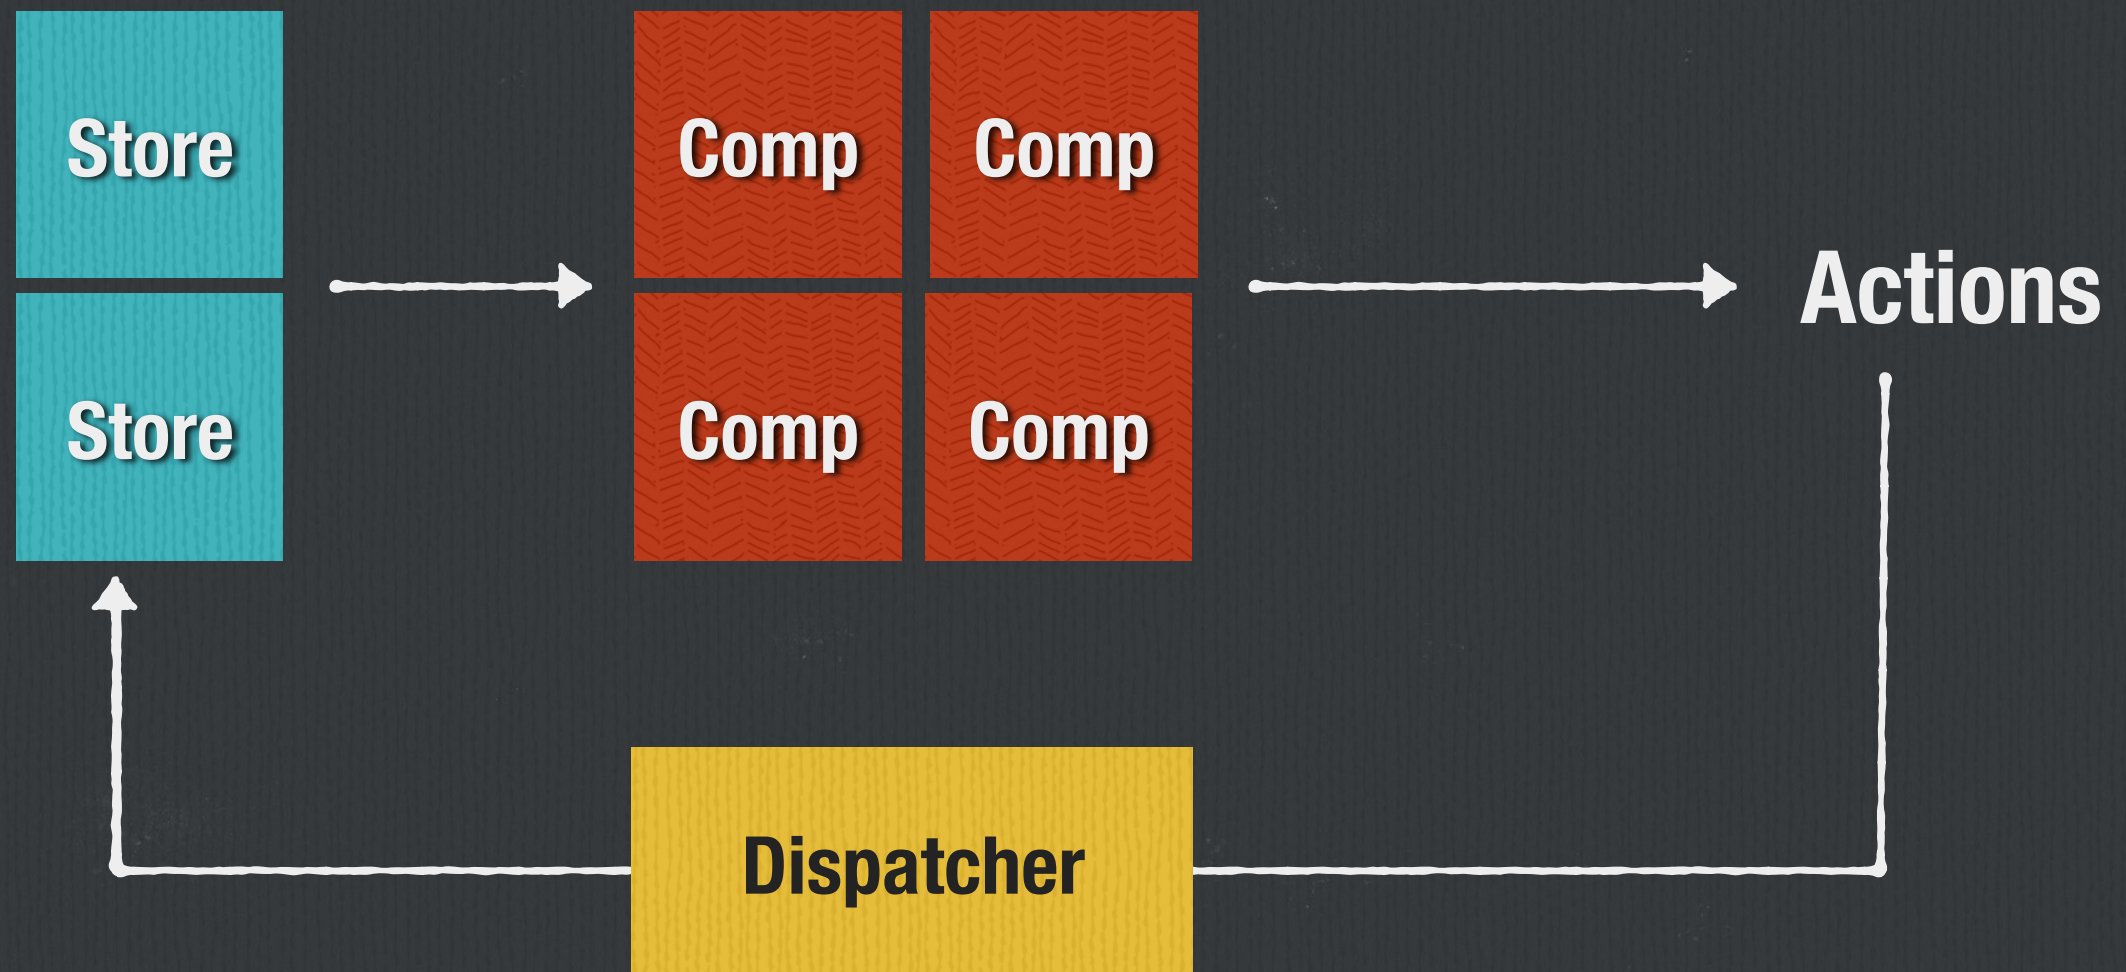 Store
Comp
Comp
Actions
Store
Comp
Comp
Dispatcher